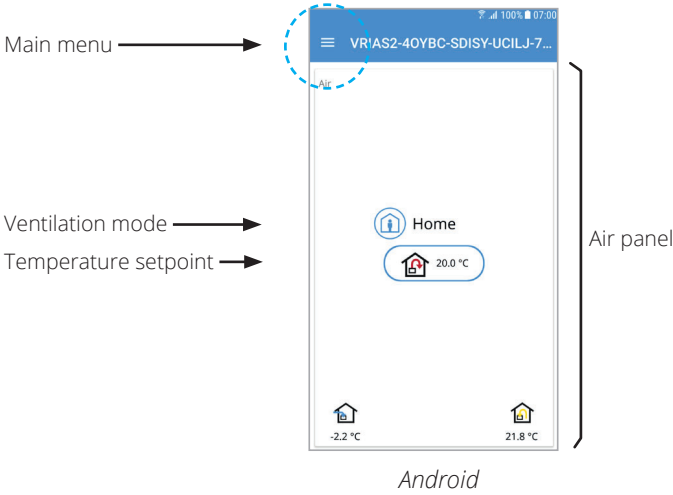 100% 07:00
Main menu
VRIAS2-4OYBC-SDISY-UCILJ-7...
Air
Ventilation mode
Home
Temperature setpoint
20.0 °C
Air panel
-2.2 °C
21.8 °C
Android